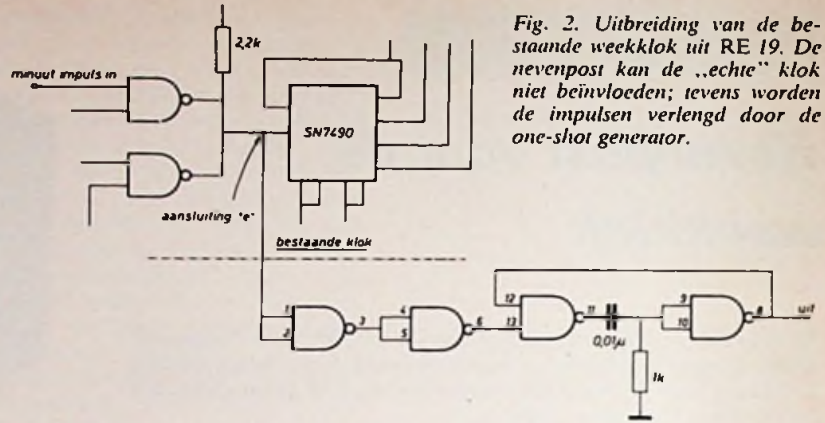 Fig. 2. Uitbreiding van de be-
staande weekklok uit RE 19. De
nevenpost kan de „echte” klok
niet beïnvloeden; tevens worden
de impulsen verlengd door de
one-shot generator.
2,2k
minuut impuls in
SN7490
aansluiting 'e'
bestaande klok
1
2
3
4
5
6
12
13
11
0,01µ
9
10
8
uit
1k